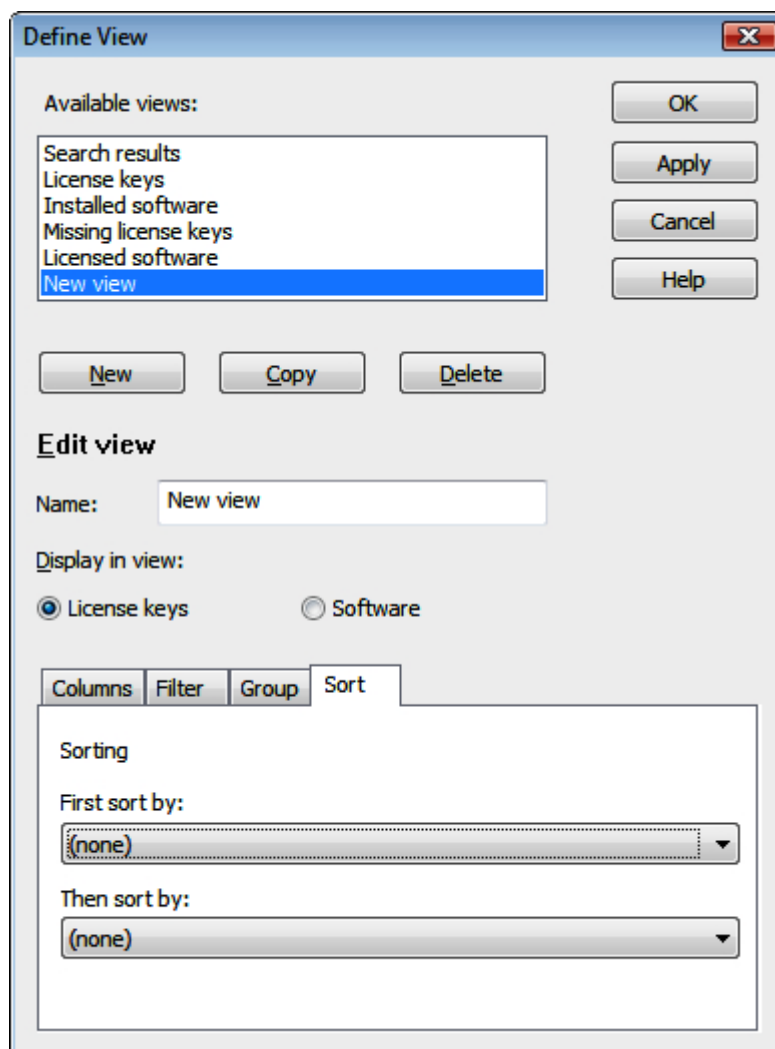 Define View
Available views:
OK
Search results
License keys
Installed software
Missing license keys
Licensed software
New view
Apply
Cancel
Help
New
Copy
Delete
Edit view
Name:
New view
Display in view:
License keys
Software
Columns
Filter
Group
Sort
Sorting
First sort by:
(none)
Then sort by:
(none)